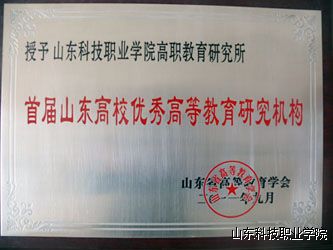 授予山东科技职业学院高职教育研究所
首届山东高校优秀高等教育研究机构
山东省高等教育学会
二〇一一年九月
山东科技职业学院